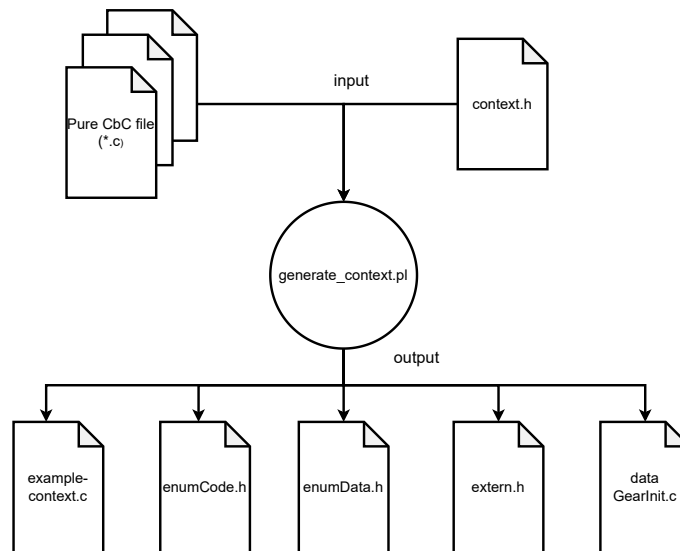 input
Pure CbC file
(*.c)
context.h
generate_context.pl
output
example-
context.c
enumCode.h
enumData.h
extern.h
data
GearInit.c